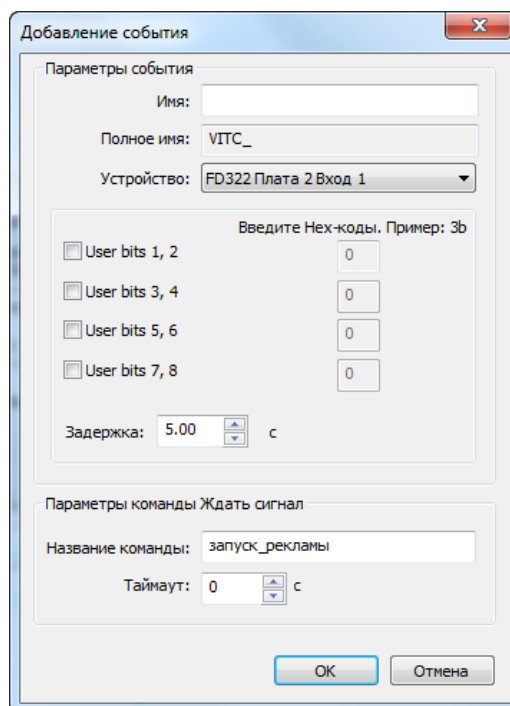 Добавление события
Параметры события
Имя:
Полное имя: VITC_
Устройство: FD322 Плата 2 Вход 1
Введите Hex-коды. Пример: 3b
User bits 1, 2 0
User bits 3, 4 0
User bits 5, 6 0
User bits 7, 8 0
Задержка: 5.00 с
Параметры команды Ждать сигнал
Название команды: запуск_рекламы
Таймаут: 0 с
OK Отмена